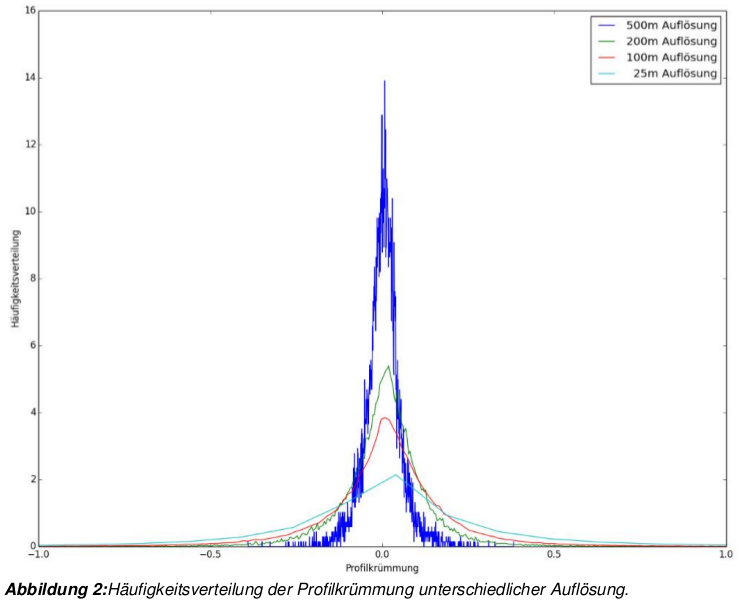 16
14
12
10
8
6
4
2
0
Häufigkeitsverteilung
500m Auflösung
200m Auflösung
100m Auflösung
25m Auflösung
−1.0
−0.5
0.0
0.5
1.0
Profilkrümmung
Abbildung 2:Häufigkeitsverteilung der Profilkrümmung unterschiedlicher Auflösung.